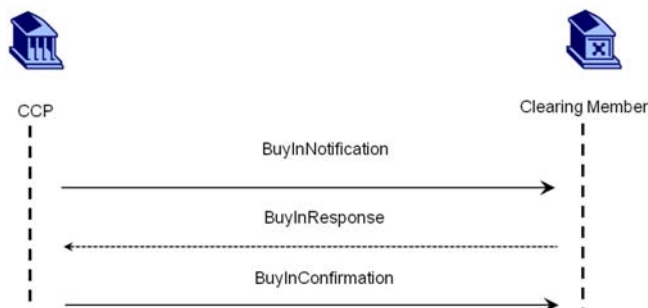 CCP
Clearing Member
BuyInNotification
BuyInResponse
BuyInConfirmation